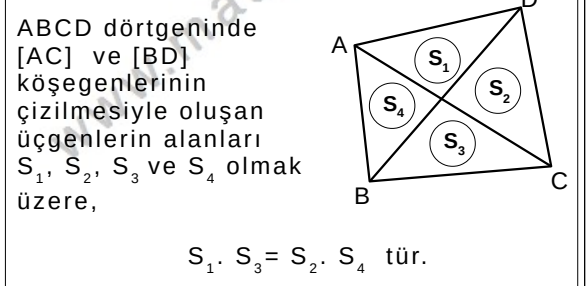 ABCD dörtgeninde
[AC] ve [BD]
köşegenlerinin
çizilmesiyle oluşan
üçgenlerin alanları
S₁, S₂, S₃ ve S₄ olmak
üzere,
S₁. S₃= S₂. S₄ tür.
D
A
S₁
S₂
S₄
S₃
B
C